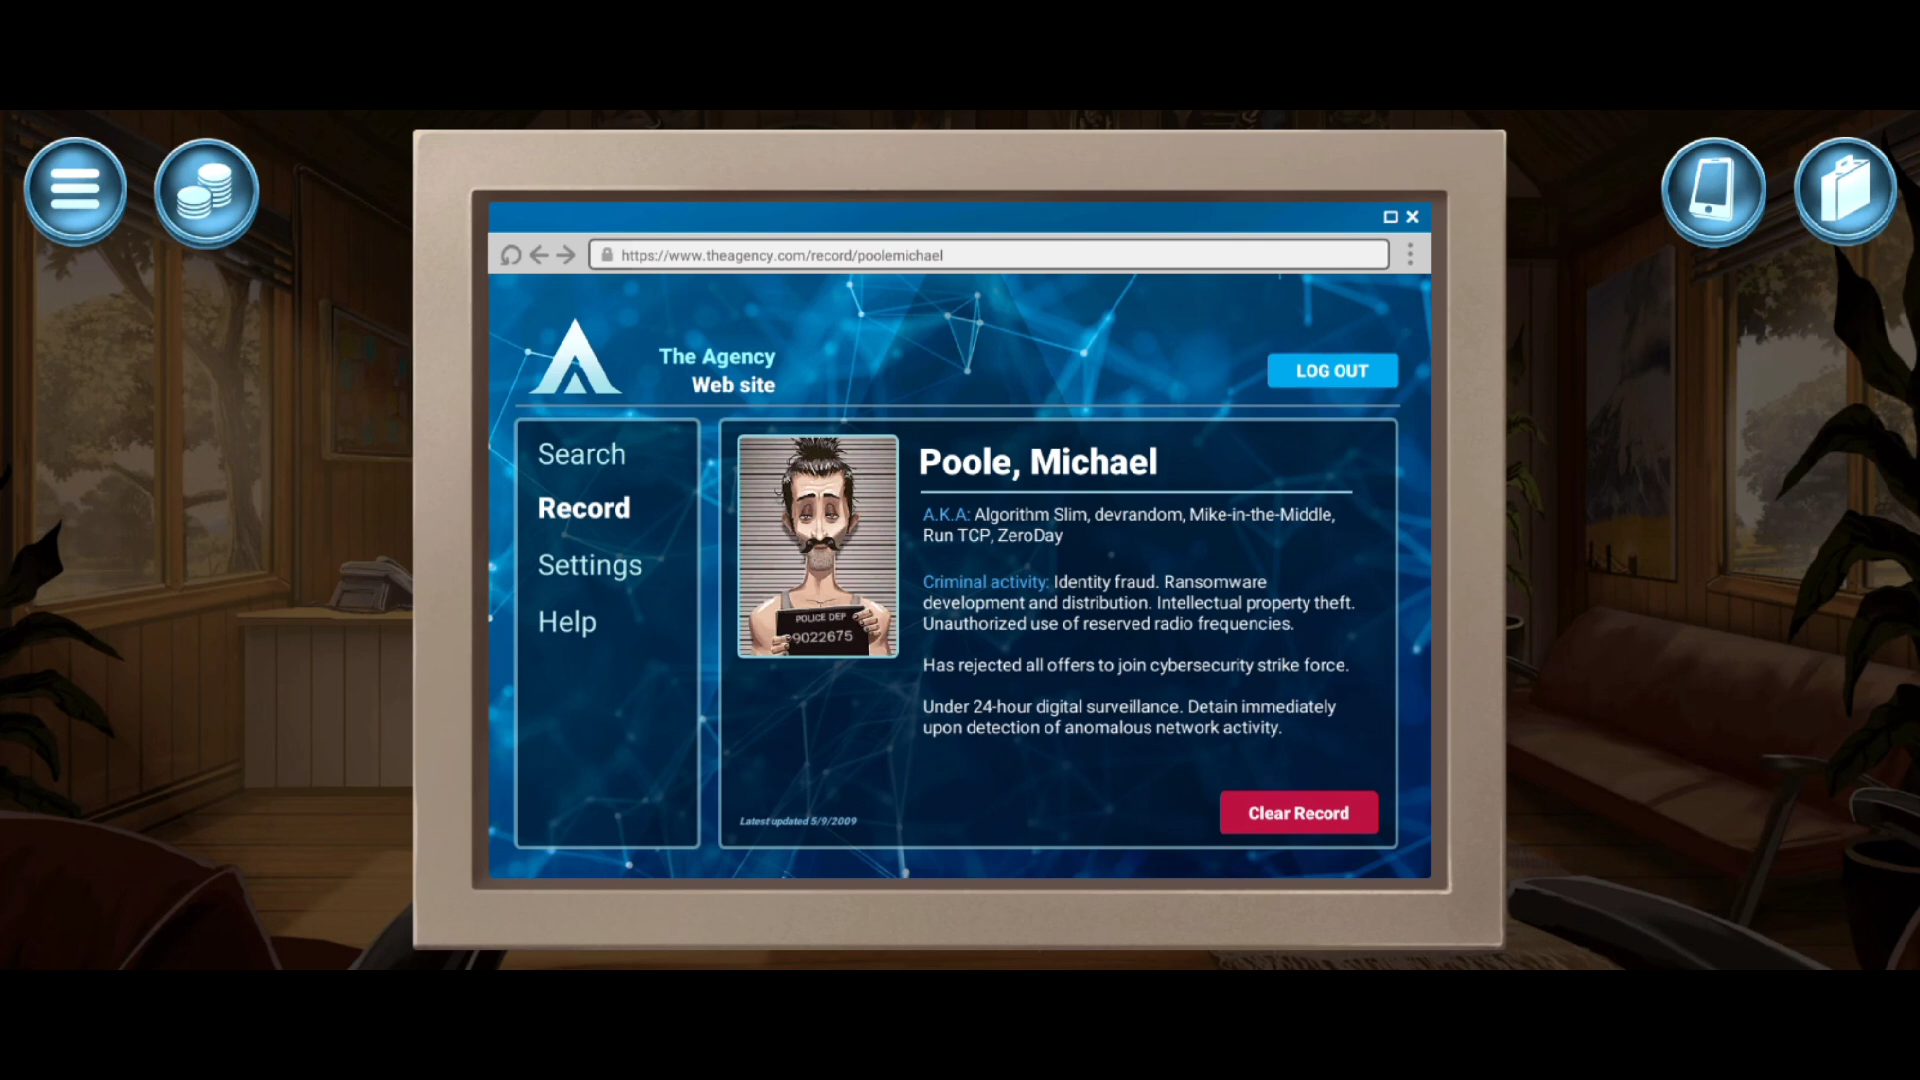 https://www.theagency.com/record/poolemichael
The Agency
Web site
LOG OUT
Search
Record
Settings
Help
POLICE DEP
9022675
Poole, Michael
A.K.A: Algorithm Slim, devrandom, Mike-in-the-Middle,
Run TCP, ZeroDay
Criminal activity: Identity fraud. Ransomware
development and distribution. Intellectual property theft.
Unauthorized use of reserved radio frequencies.
Has rejected all offers to join cybersecurity strike force.
Under 24-hour digital surveillance. Detain immediately
upon detection of anomalous network activity.
Latest updated 5/9/2009
Clear Record